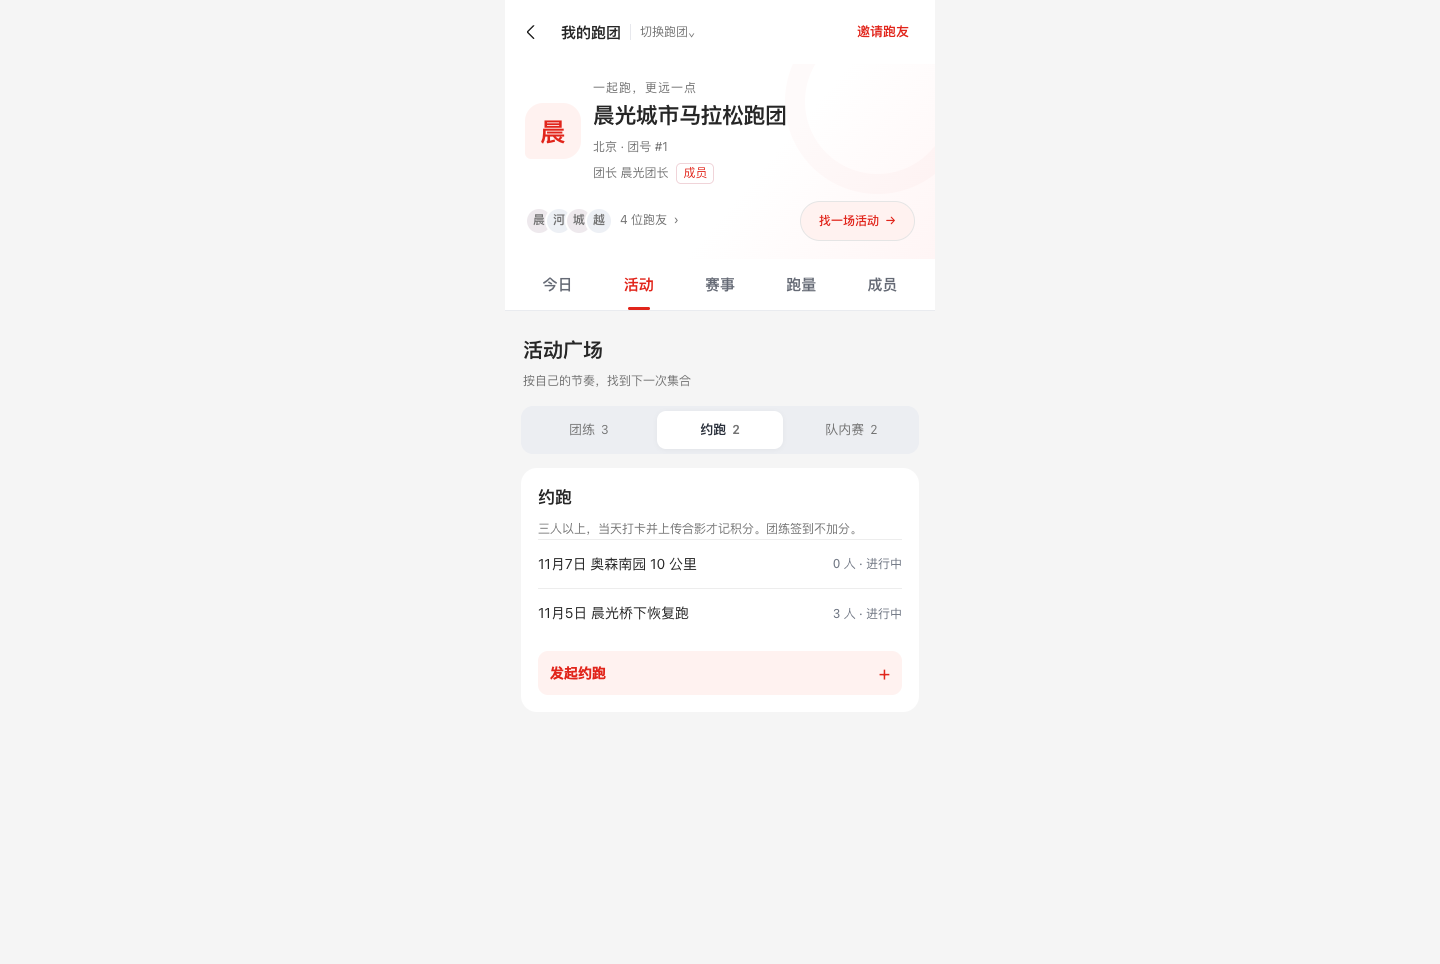 我的跑团 切换跑团 邀请跑友
一起跑，更远一点
晨
晨光城市马拉松跑团
北京 · 团号 #1
团长 晨光团长 成员
晨 河 城 越 4 位跑友 › 找一场活动 →
今日 活动 赛事 跑量 成员
活动广场
按自己的节奏，找到下一次集合
团练 3 约跑 2 队内赛 2
约跑
三人以上，当天打卡并上传合影才记积分。团练签到不加分。
11月7日 奥森南园 10 公里 0 人 · 进行中
11月5日 晨光桥下恢复跑 3 人 · 进行中
发起约跑 +